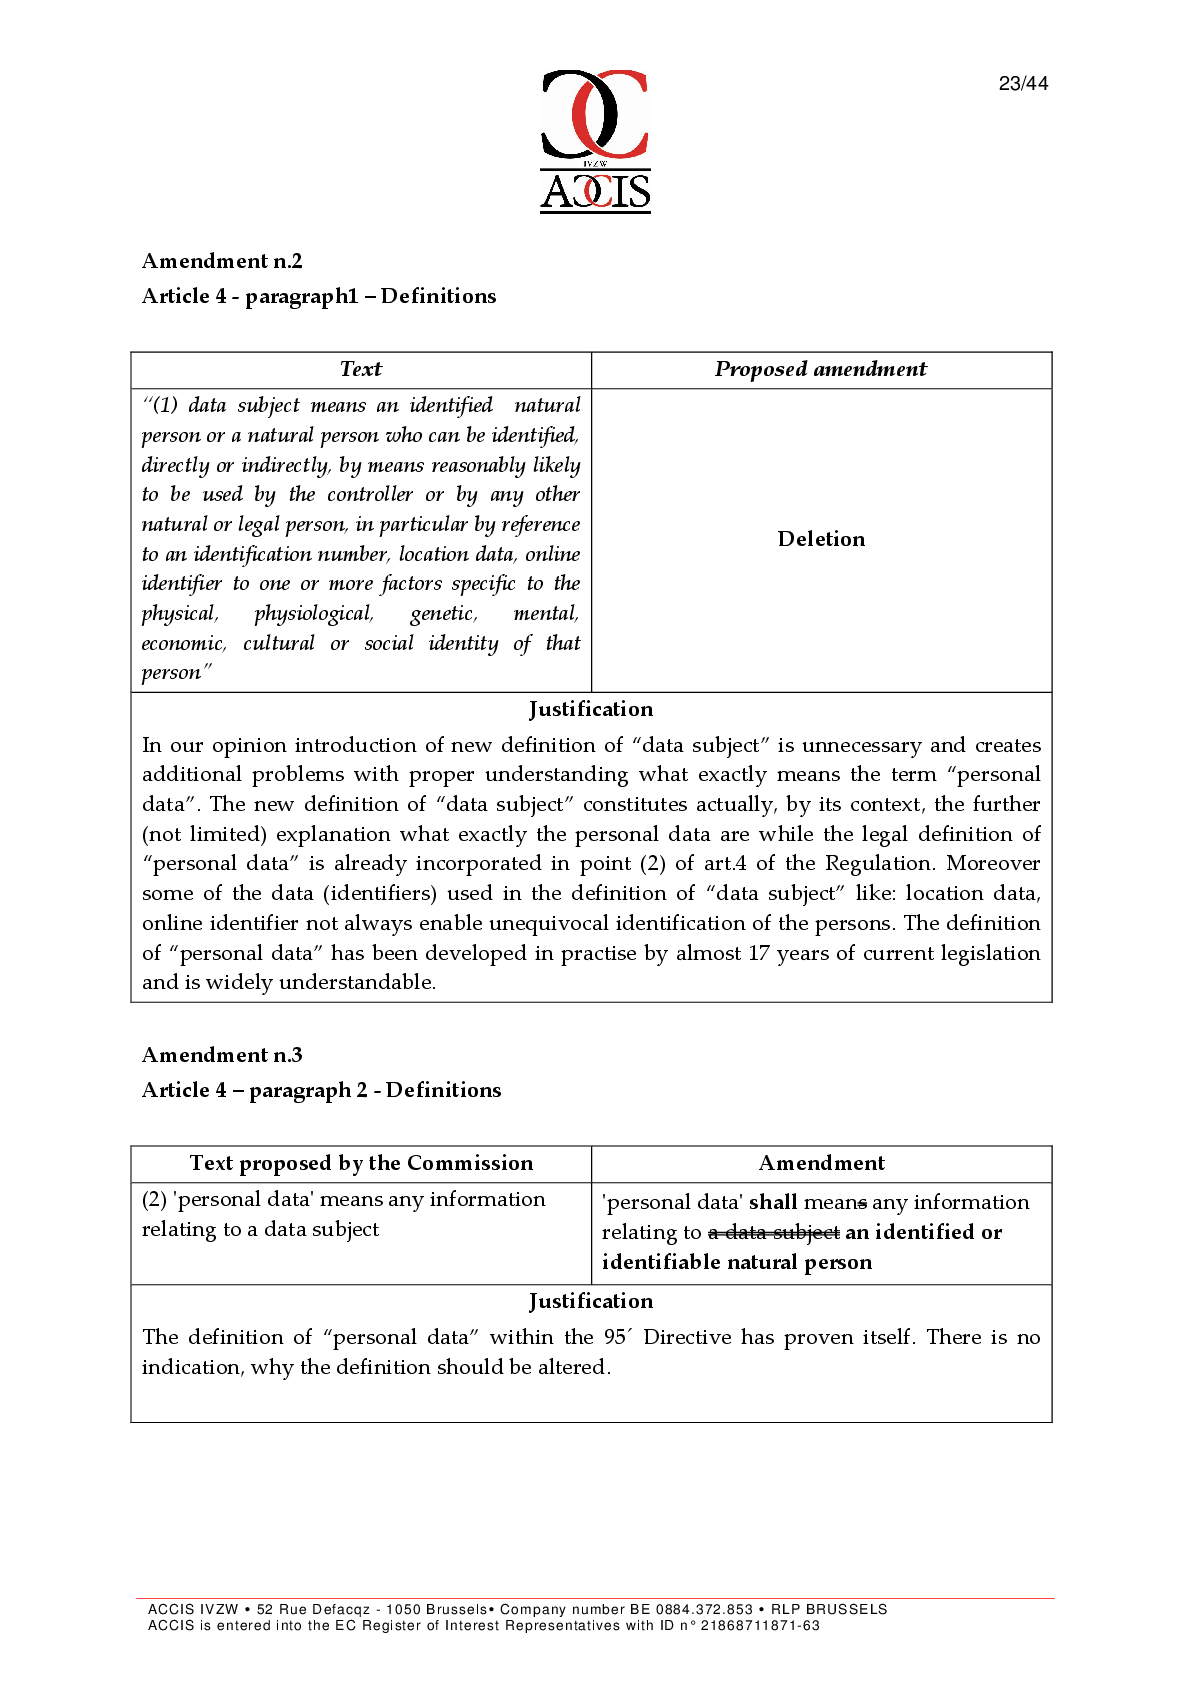 23/44
IVZW
ACCIS
Amendment n.2
Article 4 - paragraph1 – Definitions
Text
Proposed amendment
“(1) data subject means an identified natural
person or a natural person who can be identified,
directly or indirectly, by means reasonably likely
to be used by the controller or by any other
natural or legal person, in particular by reference
to an identification number, location data, online
identifier to one or more factors specific to the
physical, physiological, genetic, mental,
economic, cultural or social identity of that
person”
Deletion
Justification
In our opinion introduction of new definition of “data subject” is unnecessary and creates
additional problems with proper understanding what exactly means the term “personal
data”. The new definition of “data subject” constitutes actually, by its context, the further
(not limited) explanation what exactly the personal data are while the legal definition of
“personal data” is already incorporated in point (2) of art.4 of the Regulation. Moreover
some of the data (identifiers) used in the definition of “data subject” like: location data,
online identifier not always enable unequivocal identification of the persons. The definition
of “personal data” has been developed in practise by almost 17 years of current legislation
and is widely understandable.
Amendment n.3
Article 4 – paragraph 2 - Definitions
Text proposed by the Commission
Amendment
(2) 'personal data' means any information
relating to a data subject
'personal data' shall means any information
relating to a data subject an identified or
identifiable natural person
Justification
The definition of “personal data” within the 95´ Directive has proven itself. There is no
indication, why the definition should be altered.
ACCIS IVZW • 52 Rue Defacqz - 1050 Brussels• Company number BE 0884.372.853 • RLP BRUSSELS
ACCIS is entered into the EC Register of Interest Representatives with ID n° 21868711871-63